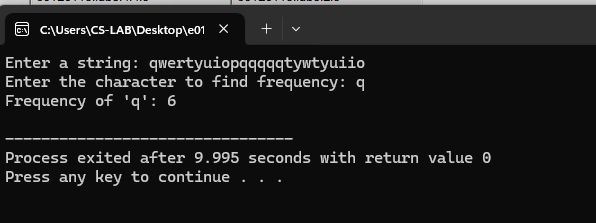 C:\Users\CS-LAB\Desktop\e01
Enter a string: qwertyuiopqqqqqtywtyuiio
Enter the character to find frequency: q
Frequency of 'q': 6
--------------------------------
Process exited after 9.995 seconds with return value 0
Press any key to continue . . .